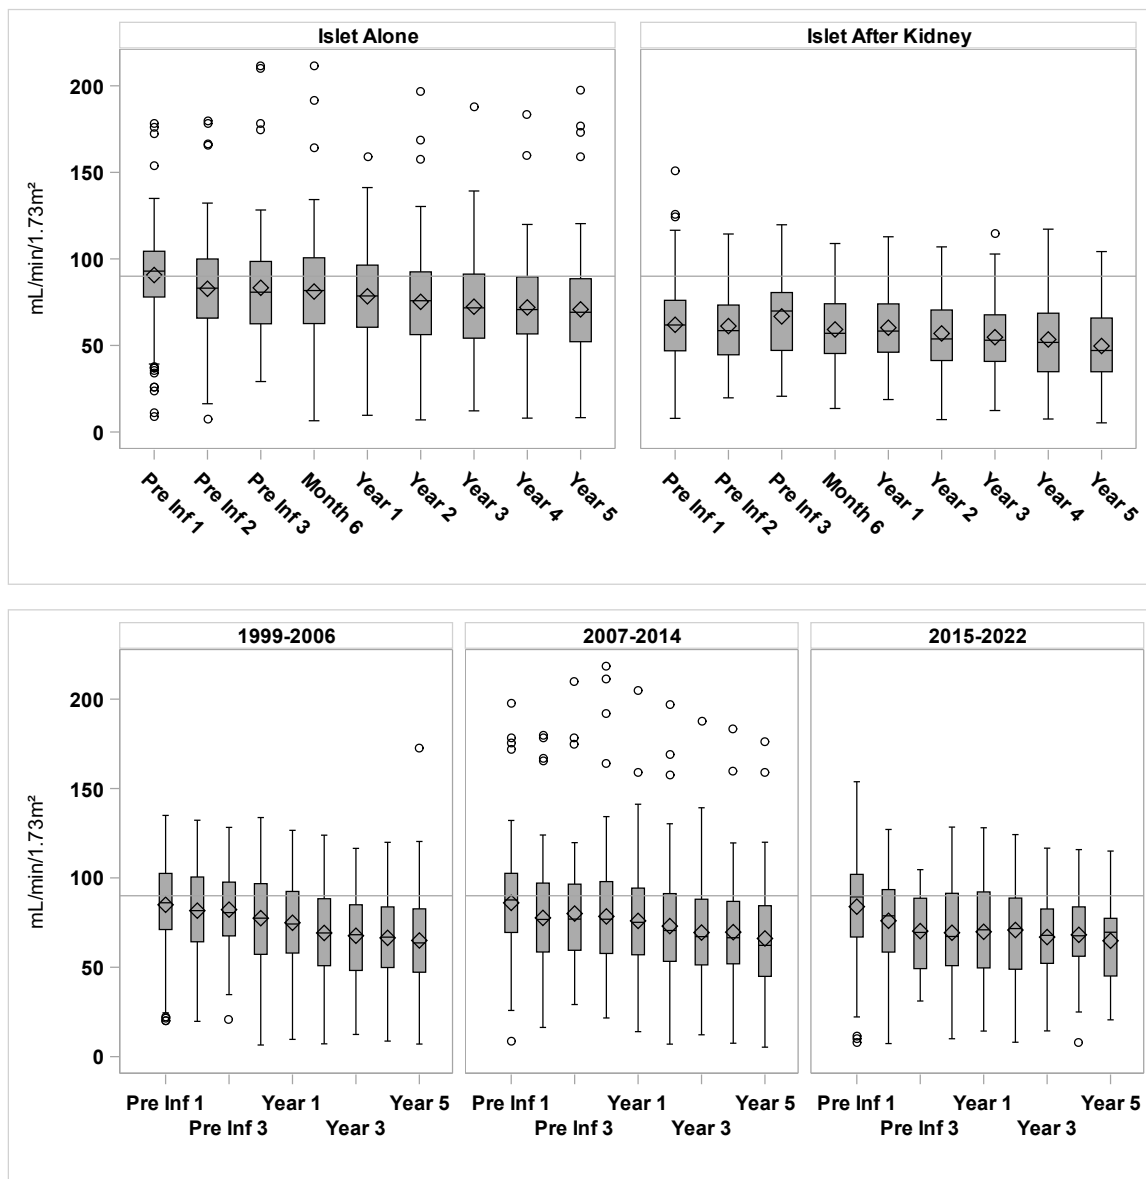 Islet Alone
Islet After Kidney
200
150
100
50
0
mL/min/1.73m²
Pre Inf 1
Pre Inf 2
Pre Inf 3
Month 6
Year 1
Year 2
Year 3
Year 4
Year 5
Pre Inf 1
Pre Inf 2
Pre Inf 3
Month 6
Year 1
Year 2
Year 3
Year 4
Year 5
1999-2006
2007-2014
2015-2022
200
150
100
50
0
mL/min/1.73m²
Pre Inf 1 Year 1 Year 5
Pre Inf 3 Year 3
Pre Inf 1 Year 1 Year 5
Pre Inf 3 Year 3
Pre Inf 1 Year 1 Year 5
Pre Inf 3 Year 3